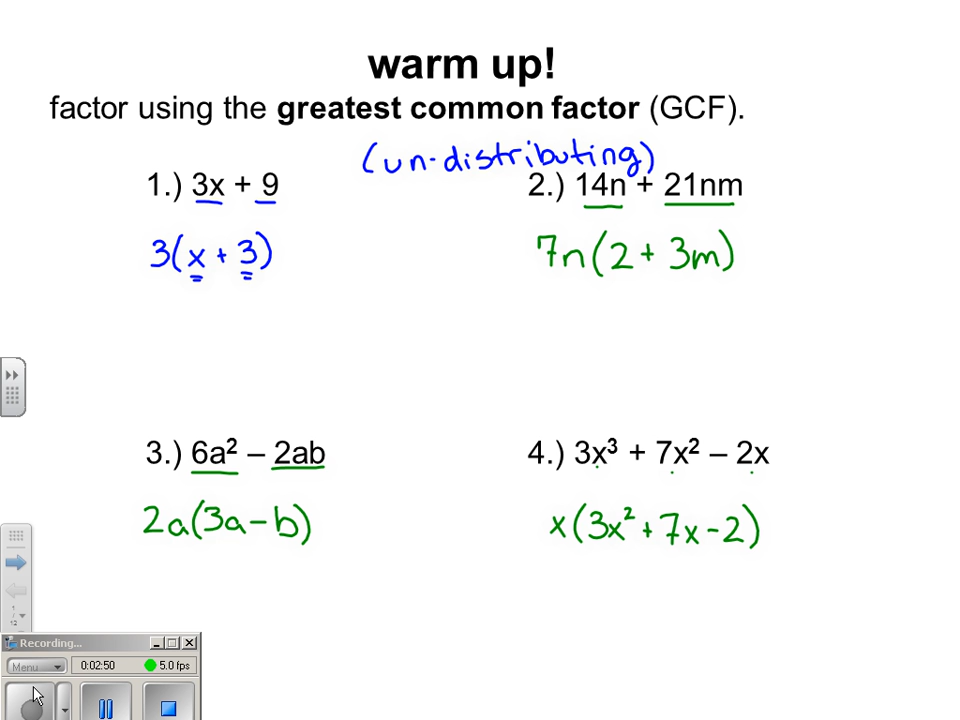 warm up!
factor using the greatest common factor (GCF).
(un-distributing)
1.) 3x + 9
2.) 14n + 21nm
3(x + 3)
7n(2 + 3m)
3.) 6a² – 2ab
4.) 3x³ + 7x² – 2x
2a(3a – b)
x(3x² + 7x – 2)
1
/
12
Recording...
Menu
0:02:50
5.0 fps